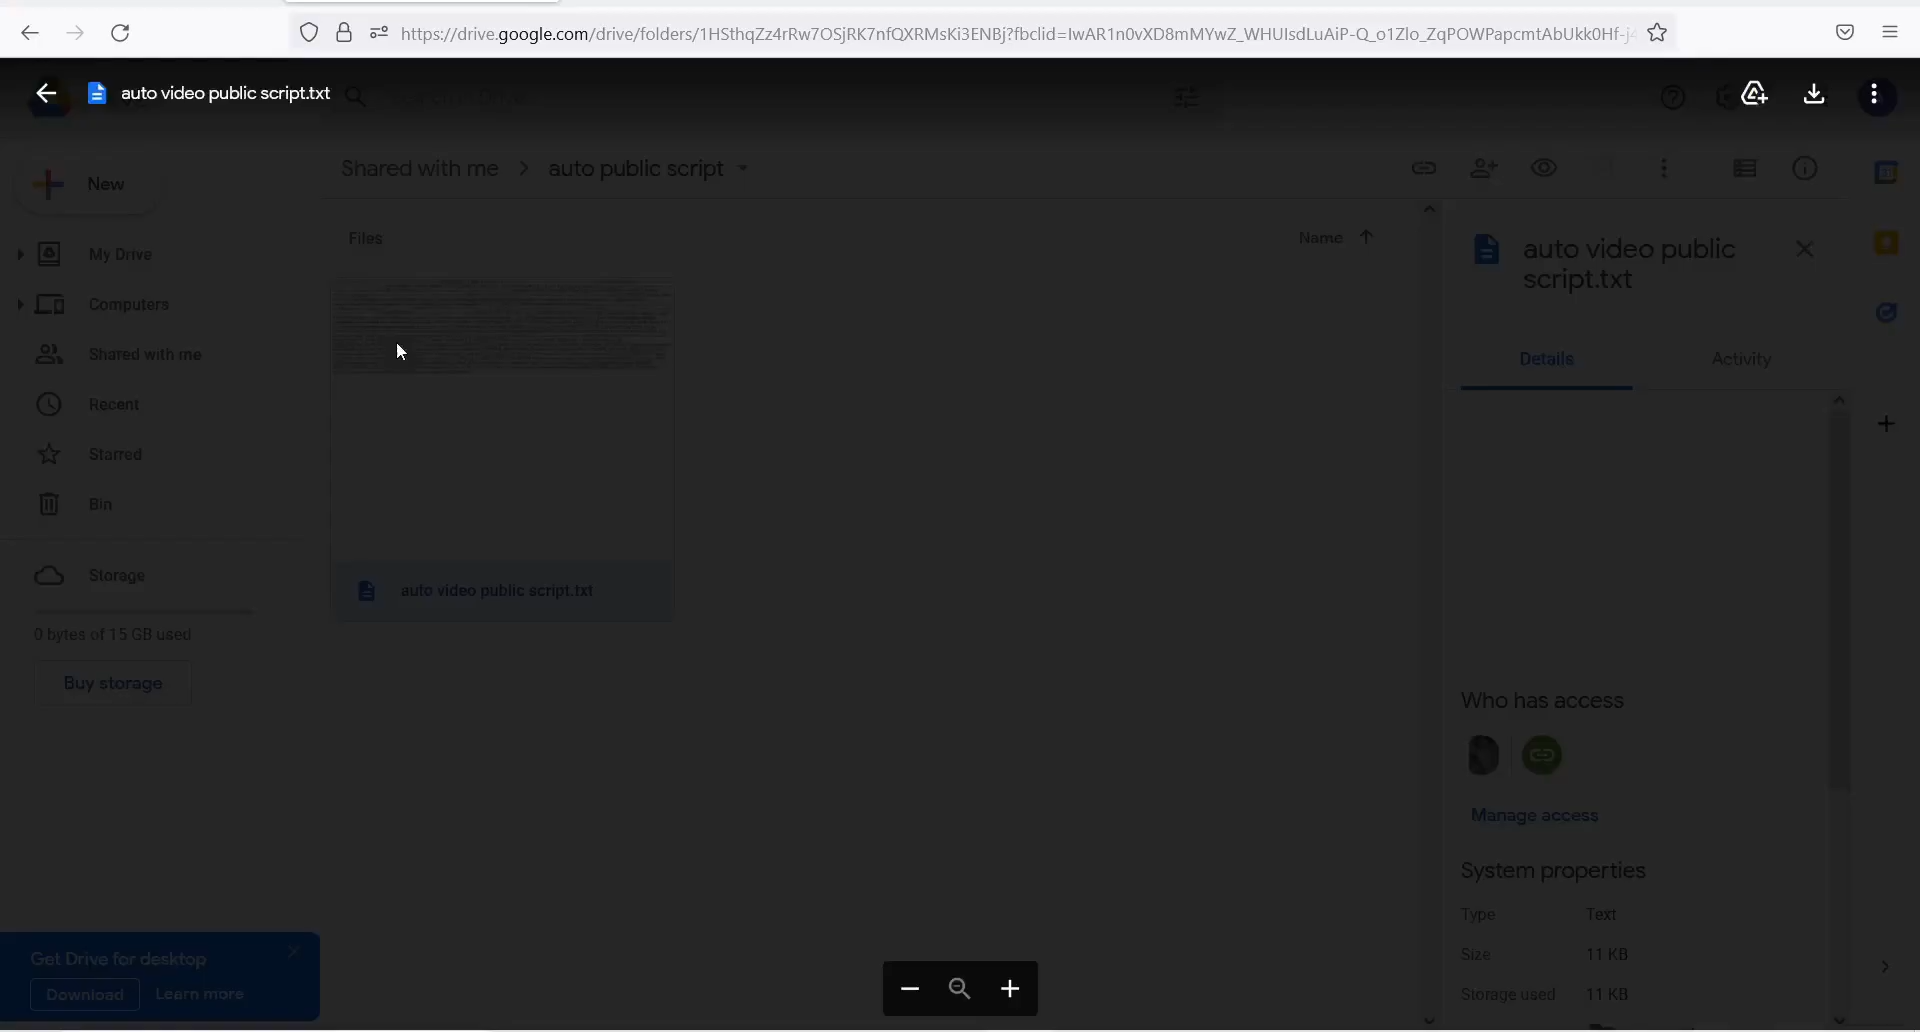 https://drive.google.com/drive/folders/1HSthqZz4rRw7OSjRK7nfQXRMsKi3ENBj?fbclid=IwAR1n0vXD8mMYwZ_WHUIsdLuAiP-Q_o1Zlo_ZqPOWPapcmtAbUkk0Hf-j4
auto video public script.txt
Search in Drive
New
Shared with me > auto public script
My Drive
Computers
Shared with me
Recent
Starred
Bin
Storage
0 bytes of 15 GB used
Buy storage
Get Drive for desktop
Download Learn more
Files
Name
auto video public script.txt
auto video public
script.txt
Details Activity
Who has access
Manage access
System properties
Type Text
Size 11 KB
Storage used 11 KB